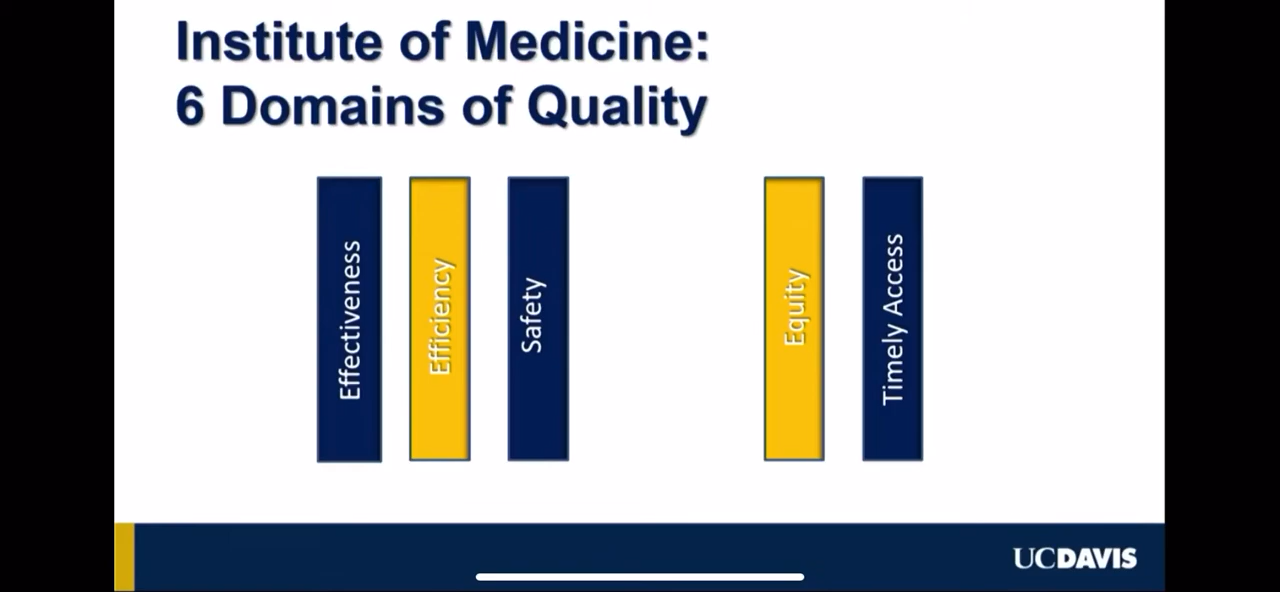 Institute of Medicine:
6 Domains of Quality
Effectiveness
Efficiency
Safety
Equity
Timely Access
UCDAVIS